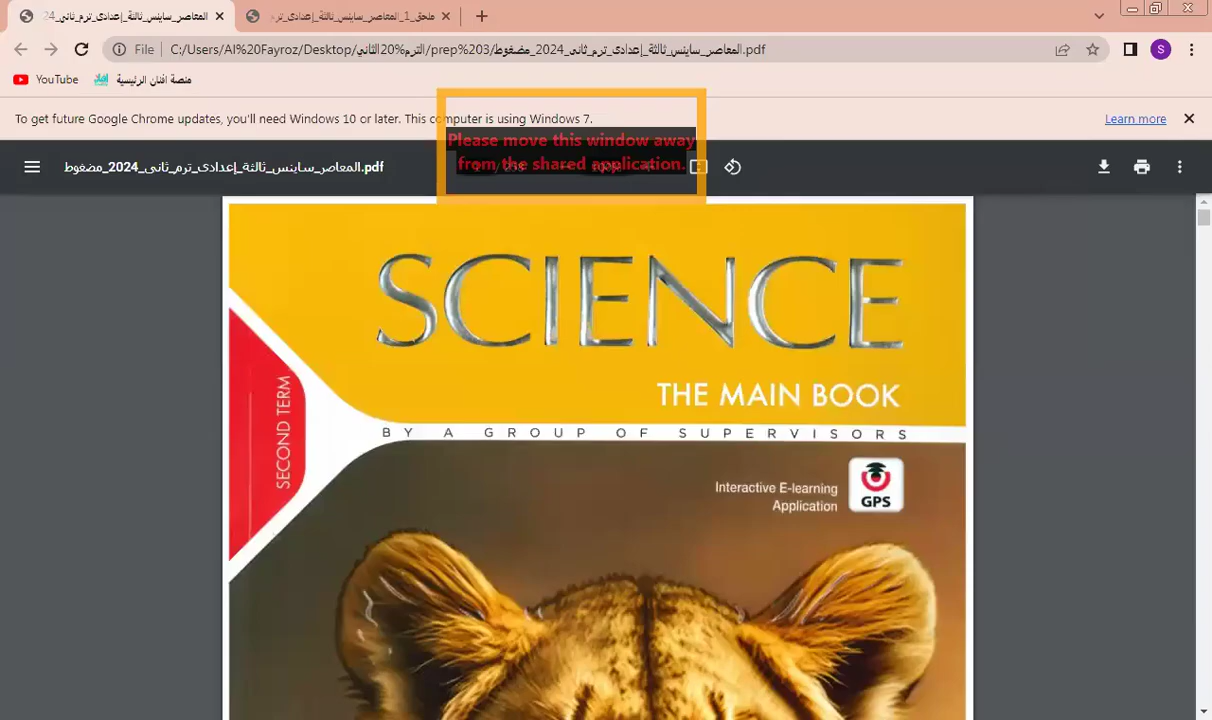 المعاصر_ساينس_ثالثة_إعدادى_ترم_ثانى_24
ملحق_1_المعاصر_ساينس_ثالثة_إعدادى_ترم
File
C:/Users/Al%20Fayroz/Desktop/الترم%20الثاني/prep%203/المعاصر_ساينس_ثالثة_إعدادى_ترم_ثانى_2024_مضغوط.pdf
S
YouTube
منصة أفنان الرئيسية
To get future Google Chrome updates, you'll need Windows 10 or later. This computer is using Windows 7.
Learn more
Please move this window away
from the shared application.
المعاصر_ساينس_ثالثة_إعدادى_ترم_ثانى_2024_مضغوط.pdf
SCIENCE
THE MAIN BOOK
BY A GROUP OF SUPERVISORS
SECOND TERM
Interactive E-learning
Application
GPS